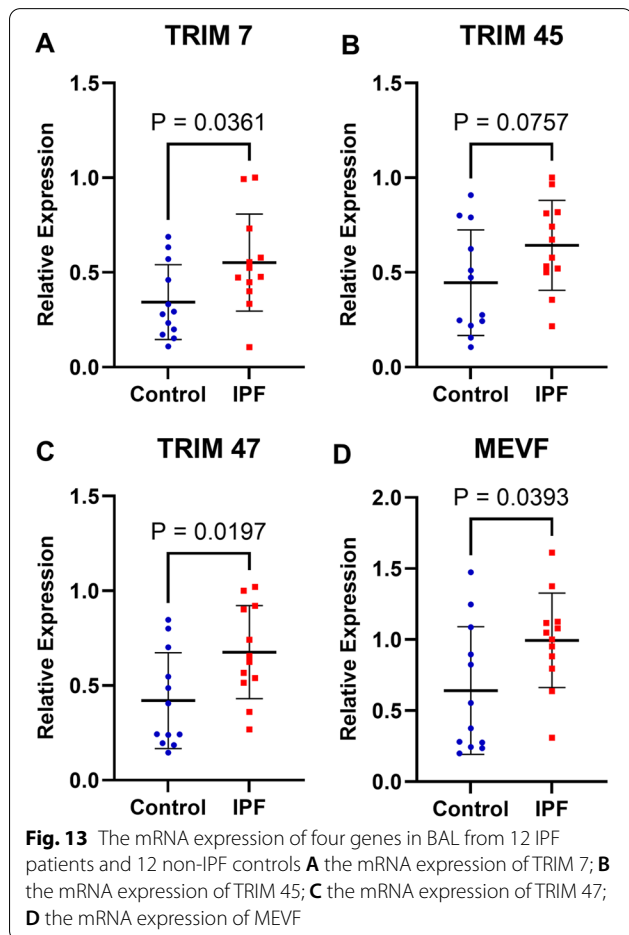 A TRIM 7
P = 0.0361
Relative Expression
1.5
1.0
0.5
0.0
Control IPF
B TRIM 45
P = 0.0757
Relative Expression
1.5
1.0
0.5
0.0
Control IPF
C TRIM 47
P = 0.0197
Relative Expression
1.5
1.0
0.5
0.0
Control IPF
D MEVF
P = 0.0393
Relative Expression
2.0
1.5
1.0
0.5
0.0
Control IPF
Fig. 13 The mRNA expression of four genes in BAL from 12 IPF
patients and 12 non-IPF controls A the mRNA expression of TRIM 7; B
the mRNA expression of TRIM 45; C the mRNA expression of TRIM 47;
D the mRNA expression of MEVF